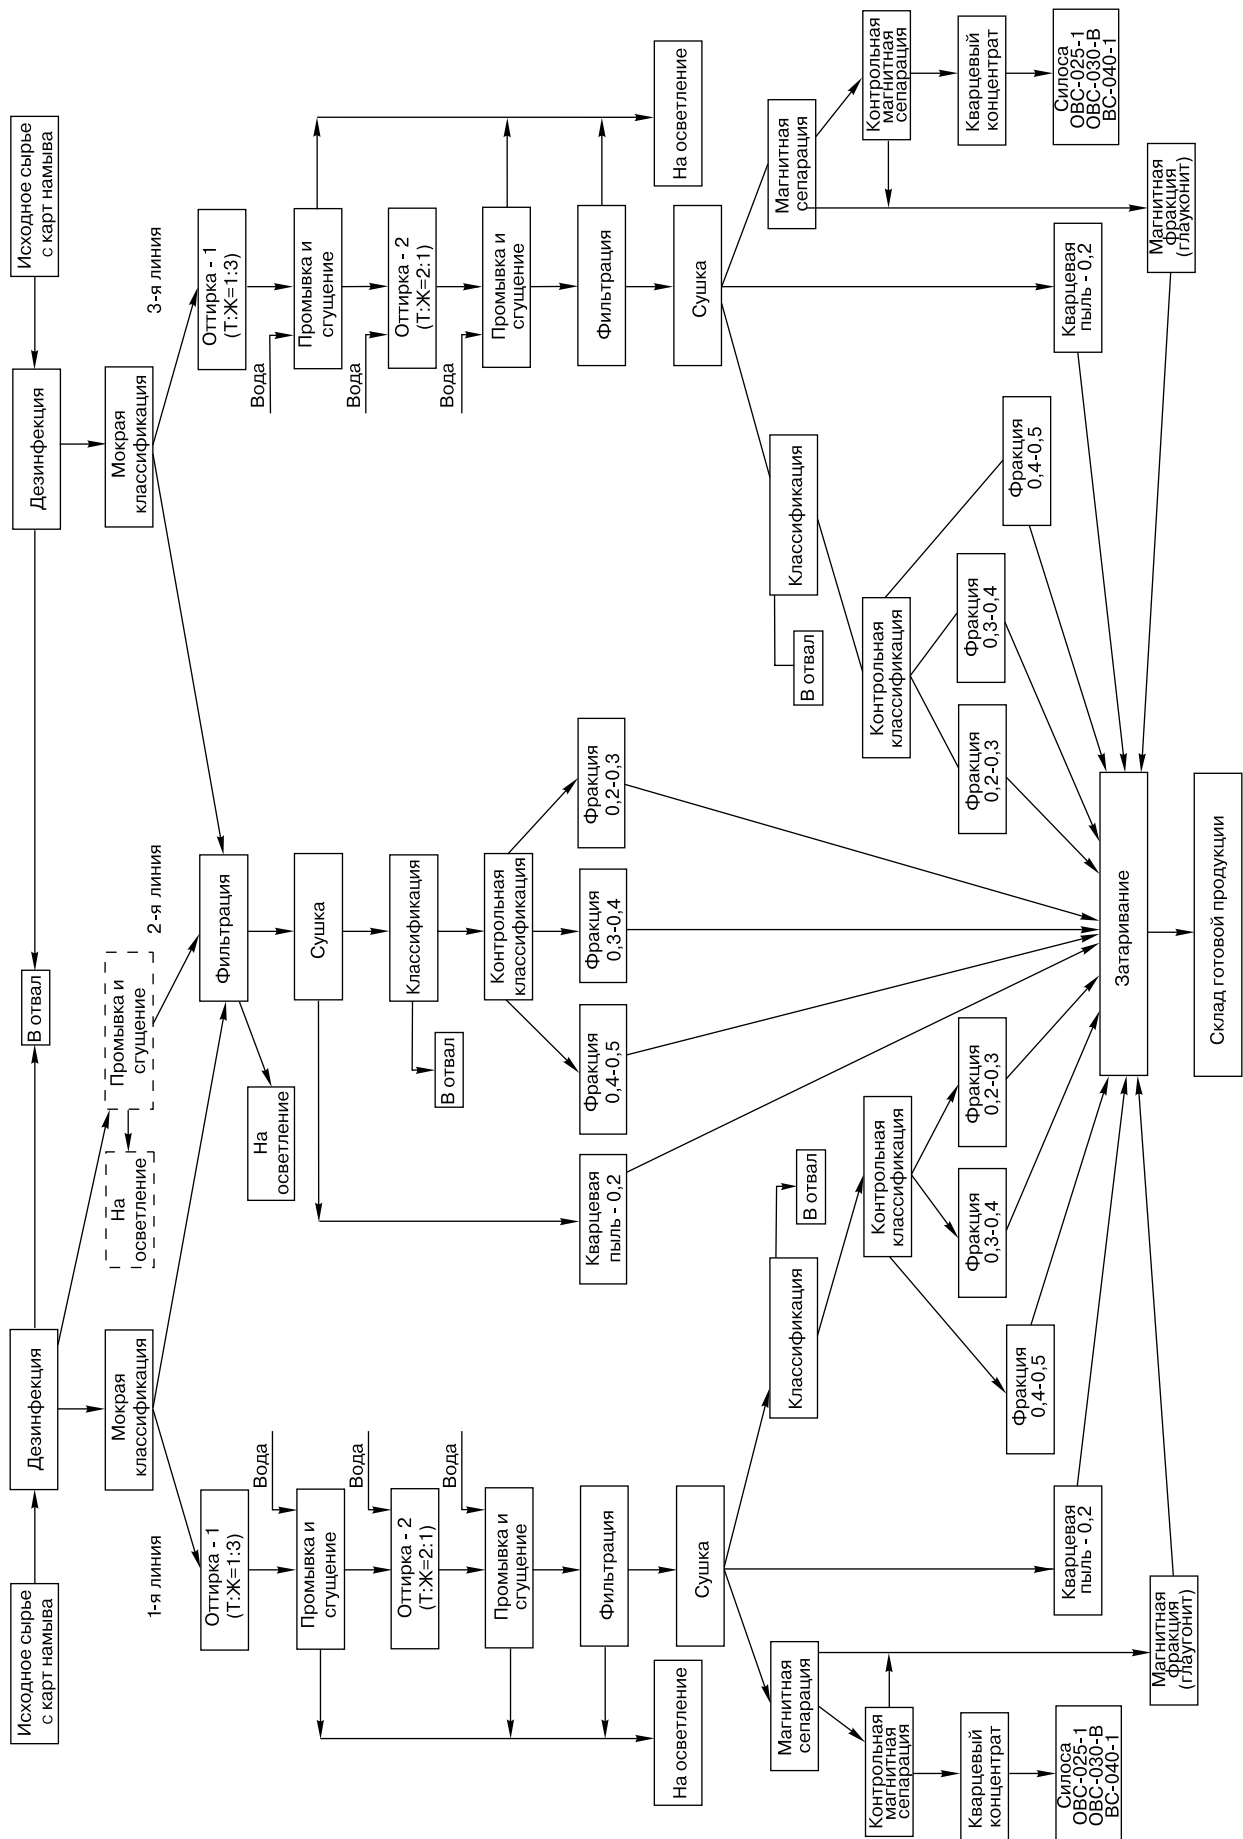 Исходное сырье
с карт намыва
Дезинфекция
В отвал
Дезинфекция
Исходное сырье
с карт намыва
Мокрая
классификация
На
осветление
Промывка и
сгущение
Мокрая
классификация
1-я линия
2-я линия
3-я линия
Оттирка - 1
(Т:Ж=1:3)
Вода
Промывка и
сгущение
Вода
Оттирка - 2
(Т:Ж=2:1)
Вода
Промывка и
сгущение
Фильтрация
На осветление
Сушка
Магнитная
сепарация
Контрольная
магнитная
сепарация
Кварцевый
концентрат
Силоса
ОВС-025-1
ОВС-030-В
ВС-040-1
Магнитная
фракция
(глаугонит)
Кварцевая
пыль - 0,2
Классификация
В отвал
Контрольная
классификация
Фракция
0,4-0,5
Фракция
0,3-0,4
Фракция
0,2-0,3
Фильтрация
На
осветление
Сушка
Классификация
В отвал
Контрольная
классификация
Кварцевая
пыль - 0,2
Фракция
0,4-0,5
Фракция
0,3-0,4
Фракция
0,2-0,3
Оттирка - 1
(Т:Ж=1:3)
Вода
Промывка и
сгущение
Вода
Оттирка - 2
(Т:Ж=2:1)
Вода
Промывка и
сгущение
Фильтрация
На осветление
Сушка
Классификация
В отвал
Контрольная
классификация
Фракция
0,2-0,3
Фракция
0,3-0,4
Фракция
0,4-0,5
Кварцевая
пыль - 0,2
Магнитная
сепарация
Контрольная
магнитная
сепарация
Кварцевый
концентрат
Силоса
ОВС-025-1
ОВС-030-В
ВС-040-1
Магнитная
фракция
(глауконит)
Затаривание
Склад готовой продукции